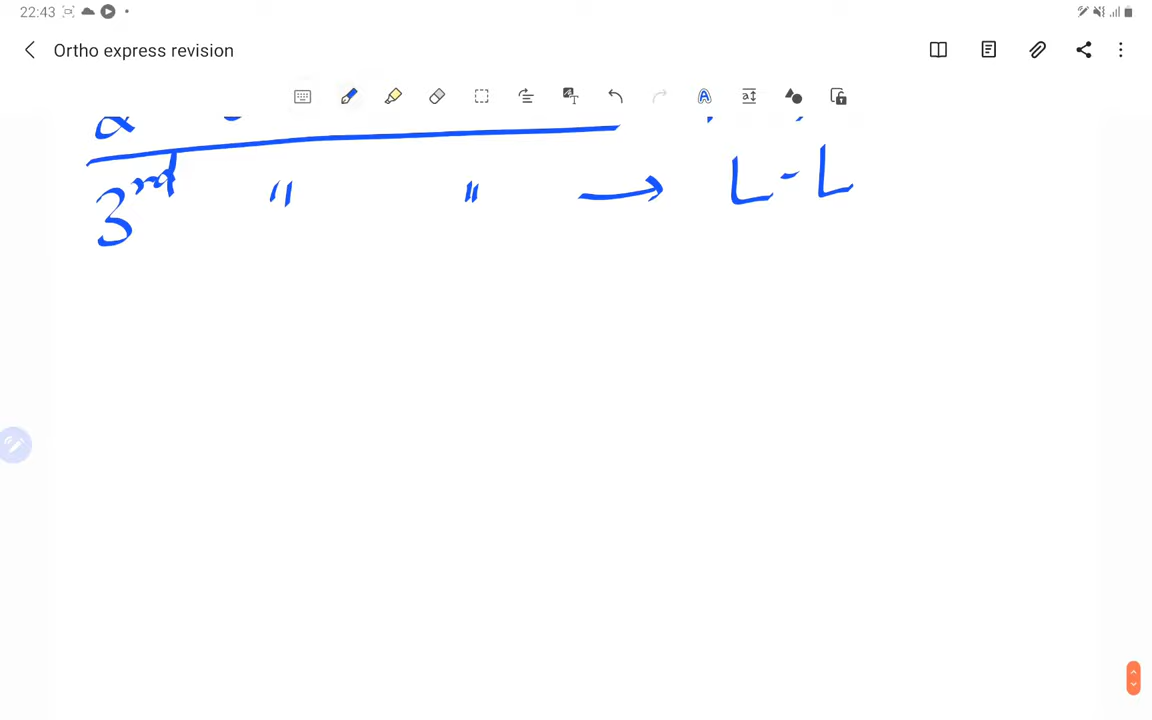 22:43
Ortho express revision
3rd " " → L-L